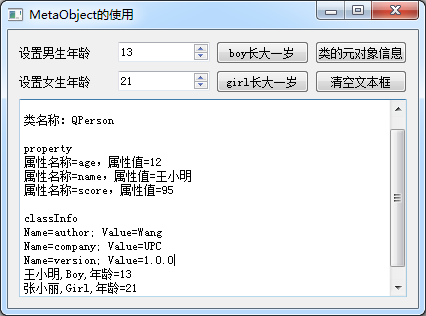 MetaObject的使用
设置男生年龄 13 boy长大一岁 类的元对象信息
设置女生年龄 21 girl长大一岁 清空文本框
类名称: QPerson
property
属性名称=age，属性值=12
属性名称=name，属性值=王小明
属性名称=score，属性值=95
classInfo
Name=author; Value=Wang
Name=company; Value=UPC
Name=version; Value=1.0.0
王小明,Boy,年龄=13
张小丽,Girl,年龄=21